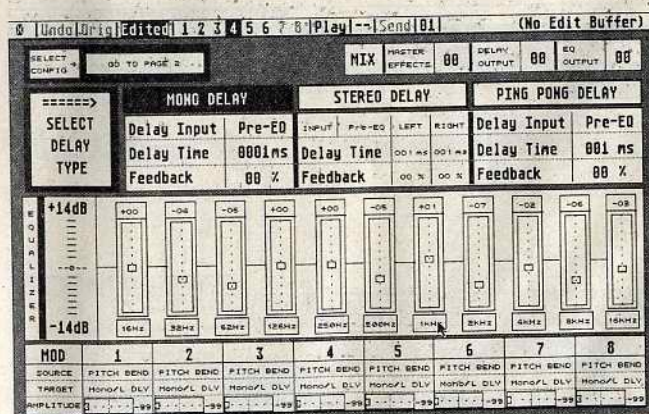 Undo Orig Edited 1 2 3 4 5 6 7 8 Play -- Send 01 (No Edit Buffer)
SELECT CONFIG → GO TO PAGE 2 MIX MASTER EFFECTS 00 DELAY OUTPUT 00 EQ OUTPUT 00
======> SELECT DELAY TYPE
MONO DELAY
Delay Input Pre-EQ
Delay Time 0001ms
Feedback 00 %
STEREO DELAY
INPUT Pre-EQ LEFT RIGHT
Delay Time 001 ms 001 ms
Feedback 00 % 00 %
PING PONG DELAY
Delay Input Pre-EQ
Delay Time 001 ms
Feedback 00 %
EQUALIZER
+14dB +00 -04 -05 +00 +00 -05 +01 -07 -02 -06 -03
--0--
-14dB 16Hz 32Hz 62Hz 126Hz 250Hz 500Hz 1KHz 2KHz 4KHz 8KHz 16KHz
MOD 1 2 3 4 5 6 7 8
SOURCE PITCH BEND PITCH BEND PITCH BEND PITCH BEND PITCH BEND PITCH BEND PITCH BEND PITCH BEND
TARGET Mono/L DLY Mono/L DLY Mono/L DLY Mono/L DLY Mono/L DLY Mono/L DLY Mono/L DLY Mono/L DLY
AMPLITUDE -99 -99 -99 -99 -99 -99 -99 -99